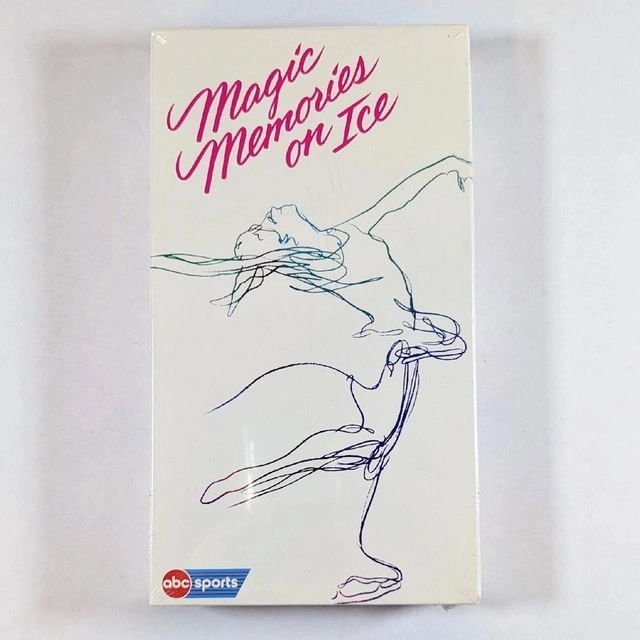 Magic
Memories
on Ice
abc sports